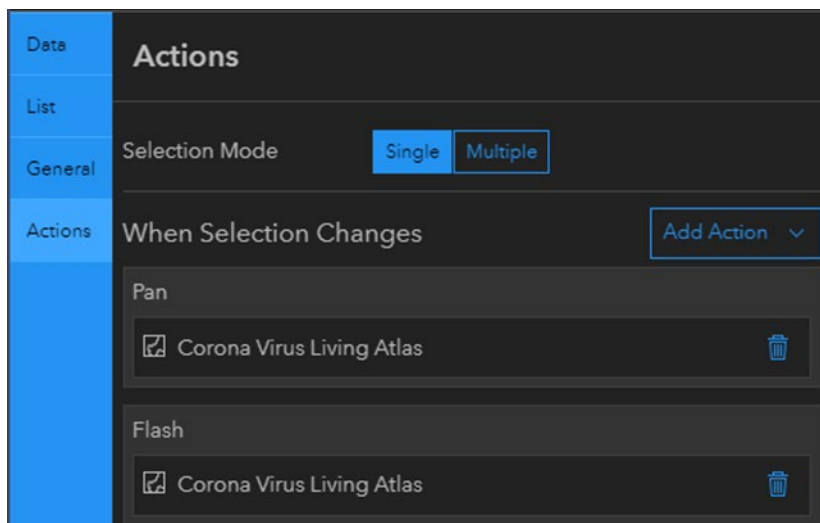 Data
List
General
Actions
Actions
Selection Mode
Single
Multiple
When Selection Changes
Add Action
Pan
Corona Virus Living Atlas
Flash
Corona Virus Living Atlas